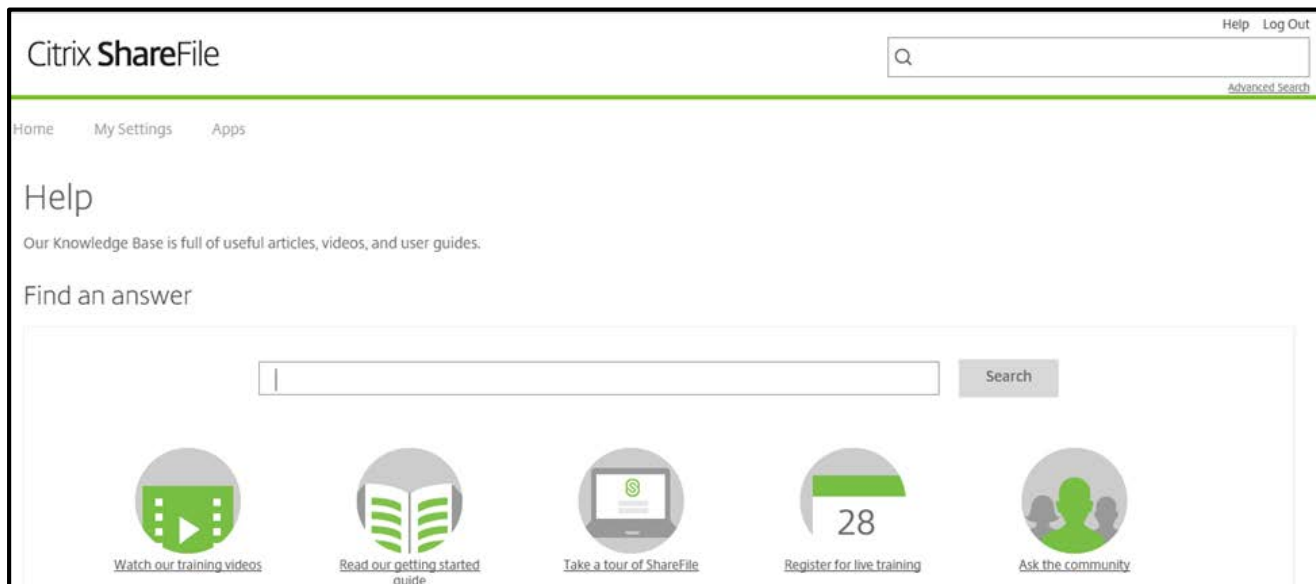 Help Log Out
Citrix ShareFile
Advanced Search
Home My Settings Apps
Help
Our Knowledge Base is full of useful articles, videos, and user guides.
Find an answer
Search
28
Watch our training videos
Read our getting started
guide
Take a tour of ShareFile
Register for live training
Ask the community